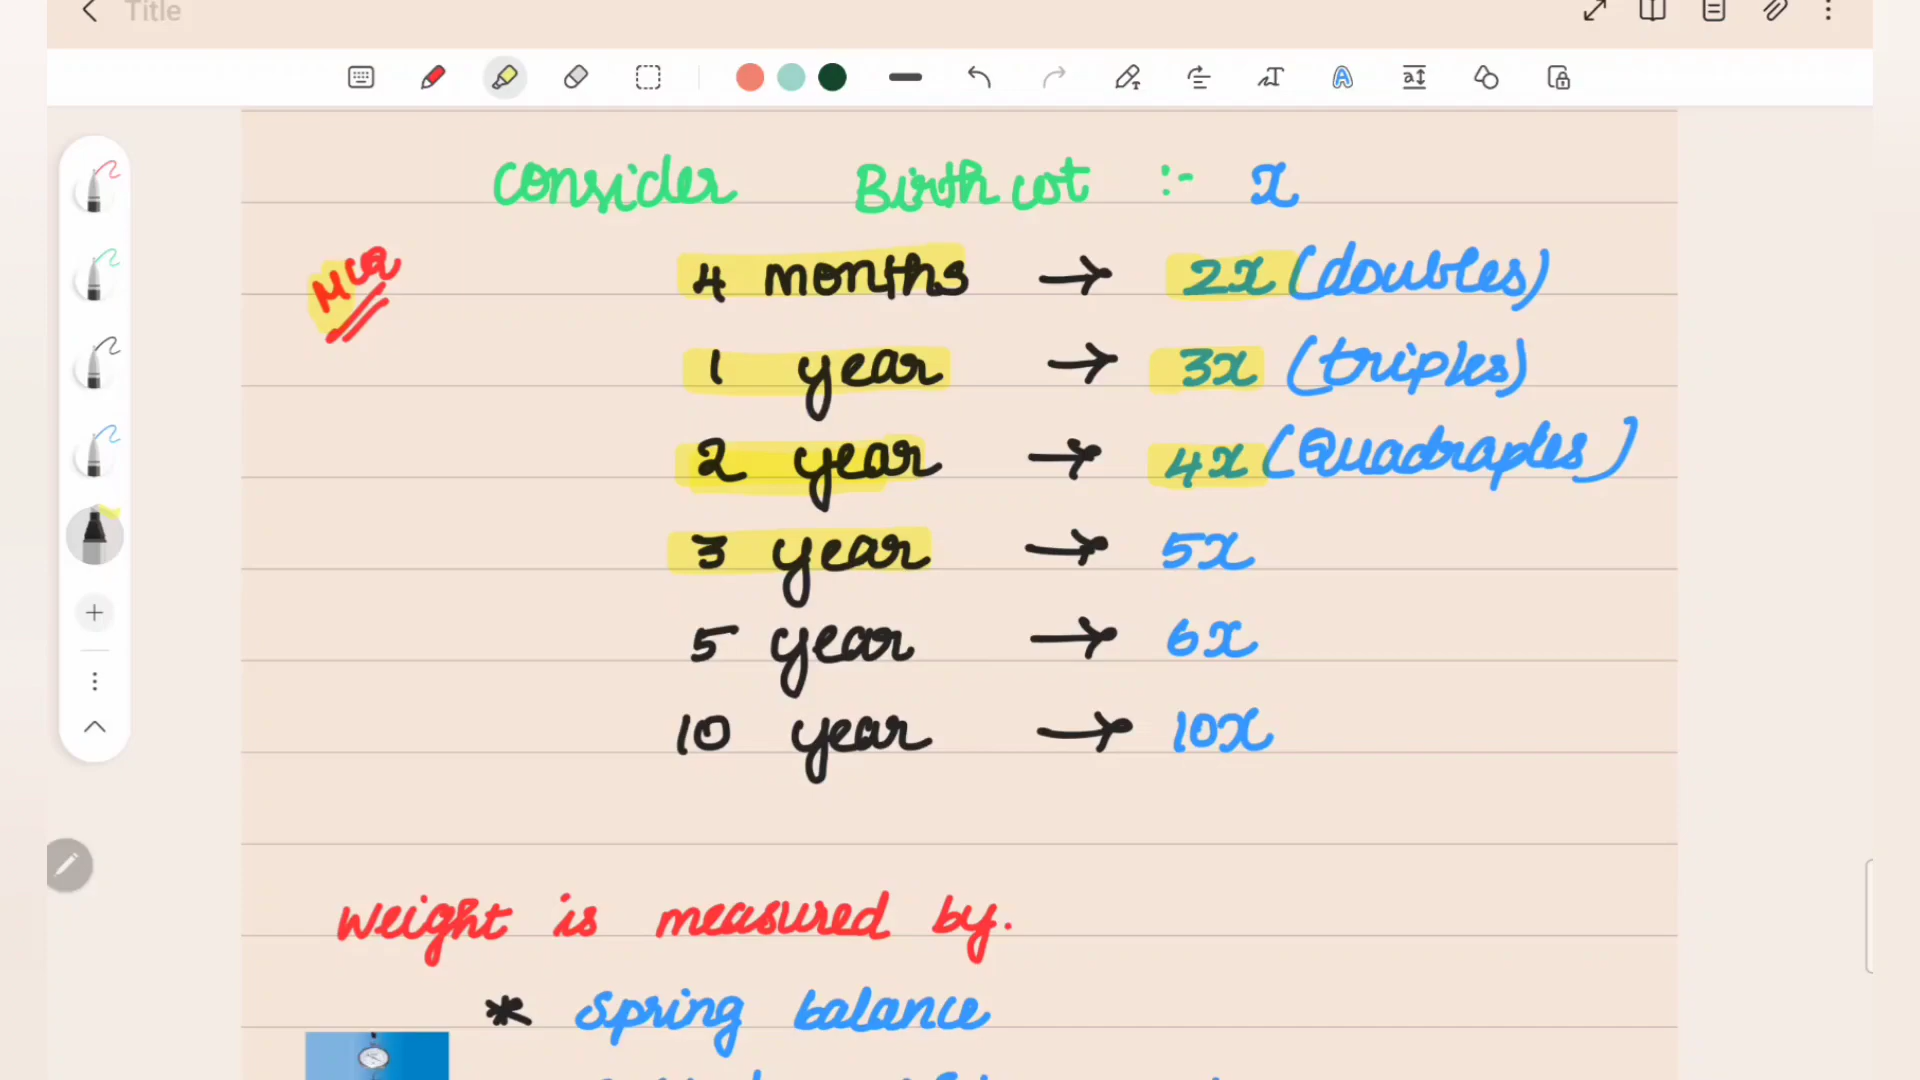 Title
Consider Birth wt :- x
MCQ
4 months → 2x (doubles)
1 year → 3x (triples)
2 year → 4x (Quadraples)
3 year → 5x
5 year → 6x
10 year → 10x
Weight is measured by.
* Spring balance